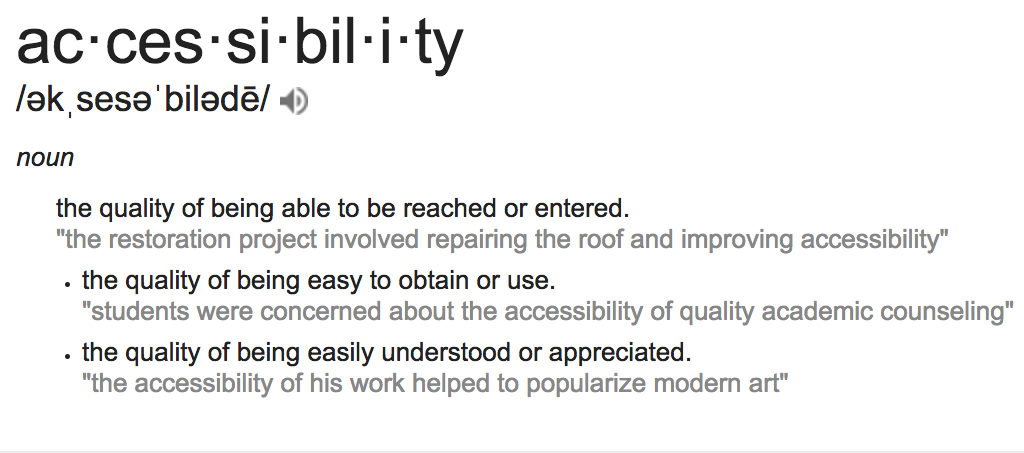 ac·ces·si·bil·i·ty
/əkˌsesəˈbilədē/
noun
the quality of being able to be reached or entered.
"the restoration project involved repairing the roof and improving accessibility"
• the quality of being easy to obtain or use.
"students were concerned about the accessibility of quality academic counseling"
• the quality of being easily understood or appreciated.
"the accessibility of his work helped to popularize modern art"